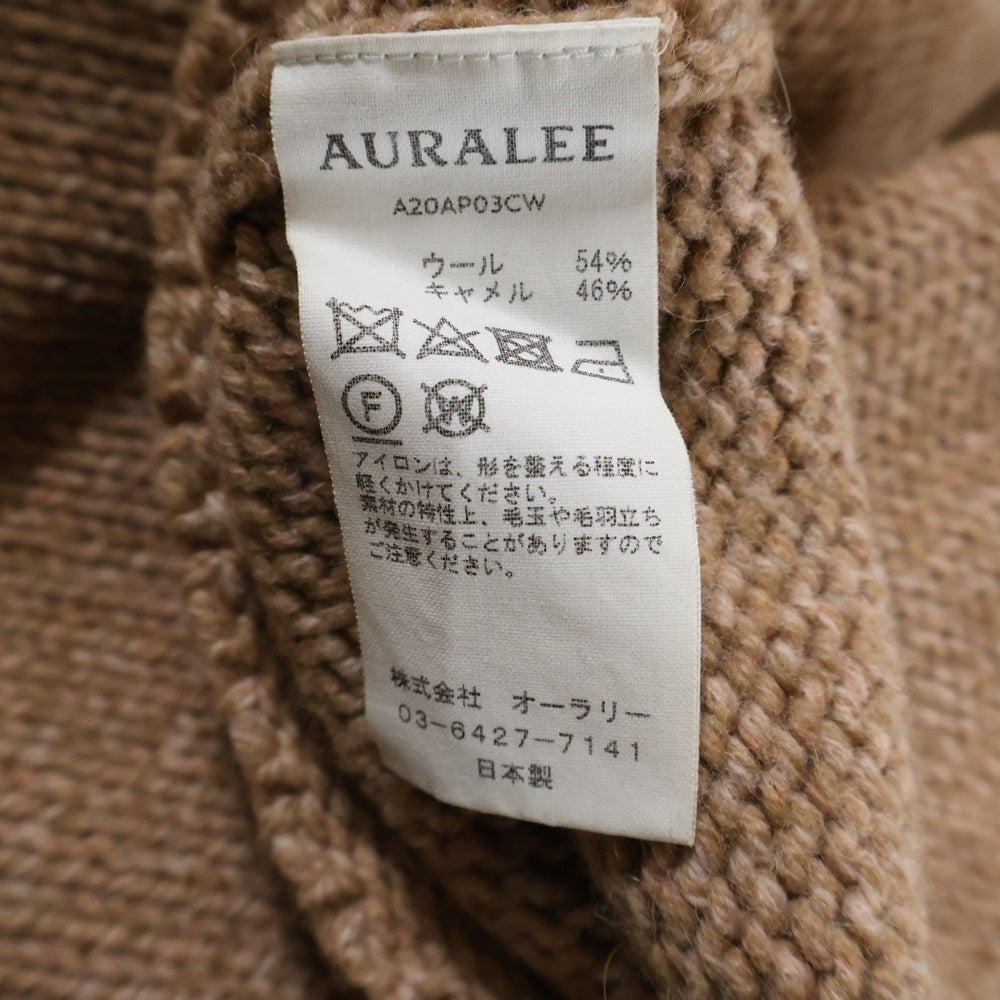 AURALEE
A20AP03CW
ウール 54%
キャメル 46%
F
W
アイロンは、形を整える程度に
軽くかけてください。
素材の特性上、毛玉や毛羽立ち
が発生することがありますので
ご注意ください。
株式会社 オーラリー
03-6427-7141
日本製